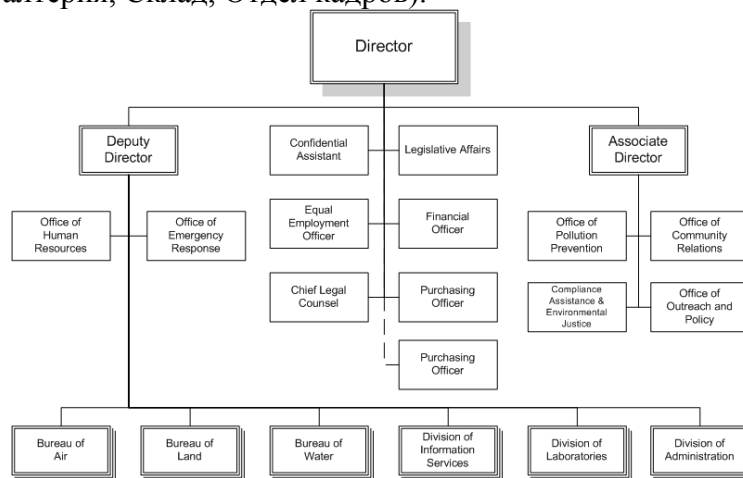 Склад, Отдел кадров).
Director
Deputy
Director
Confidential
Assistant
Legislative Affairs
Associate
Director
Office of
Human
Resources
Office of
Emergency
Response
Equal
Employment
Officer
Financial
Officer
Office of
Pollution
Prevention
Office of
Community
Relations
Chief Legal
Counsel
Purchasing
Officer
Compliance
Assistance &
Environmental
Justice
Office of
Outreach and
Policy
Purchasing
Officer
Bureau of
Air
Bureau of
Land
Bureau of
Water
Division of
Information
Services
Division of
Laboratories
Division of
Administration